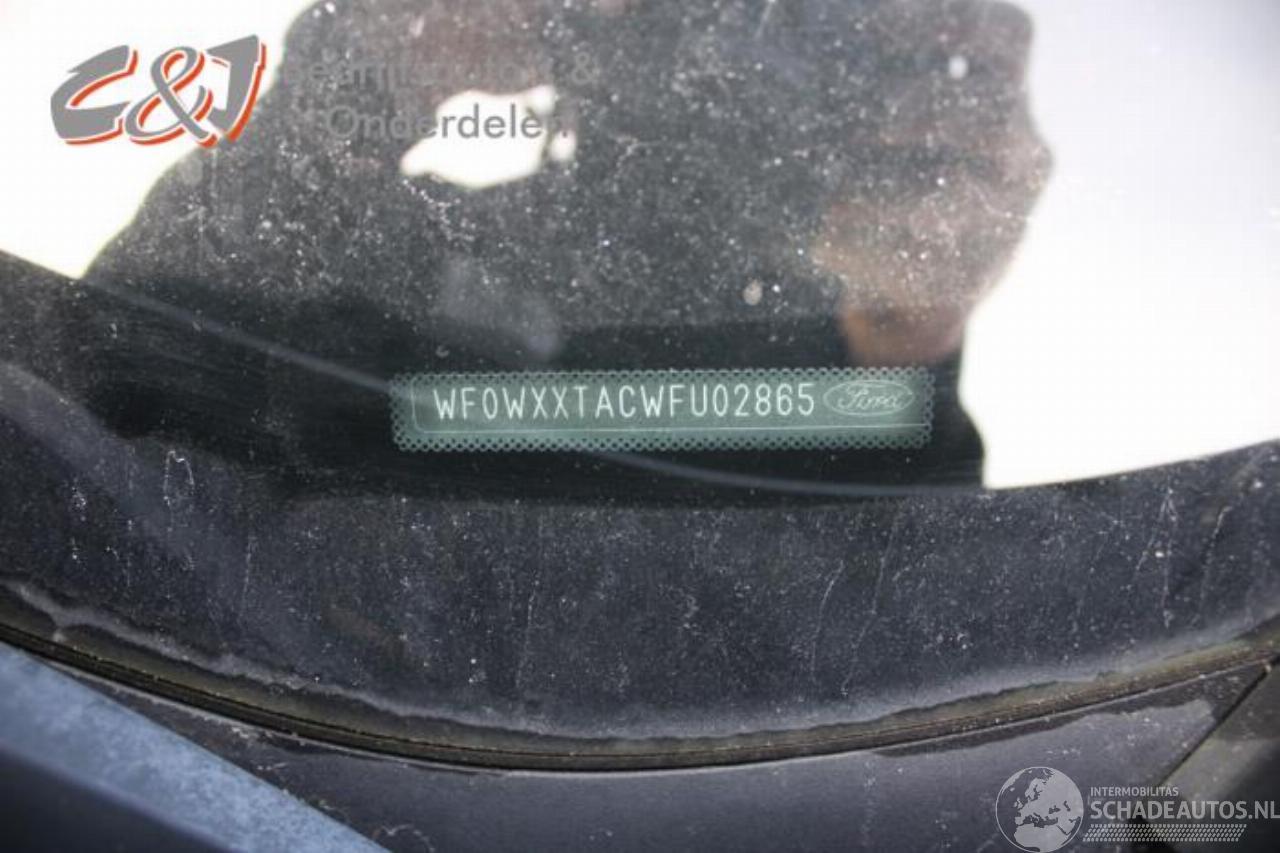 C&J
&
Onderdelen
WF0WXXTACWFU02865 Ford
INTERMOBILITAS
SCHADEAUTOS.NL